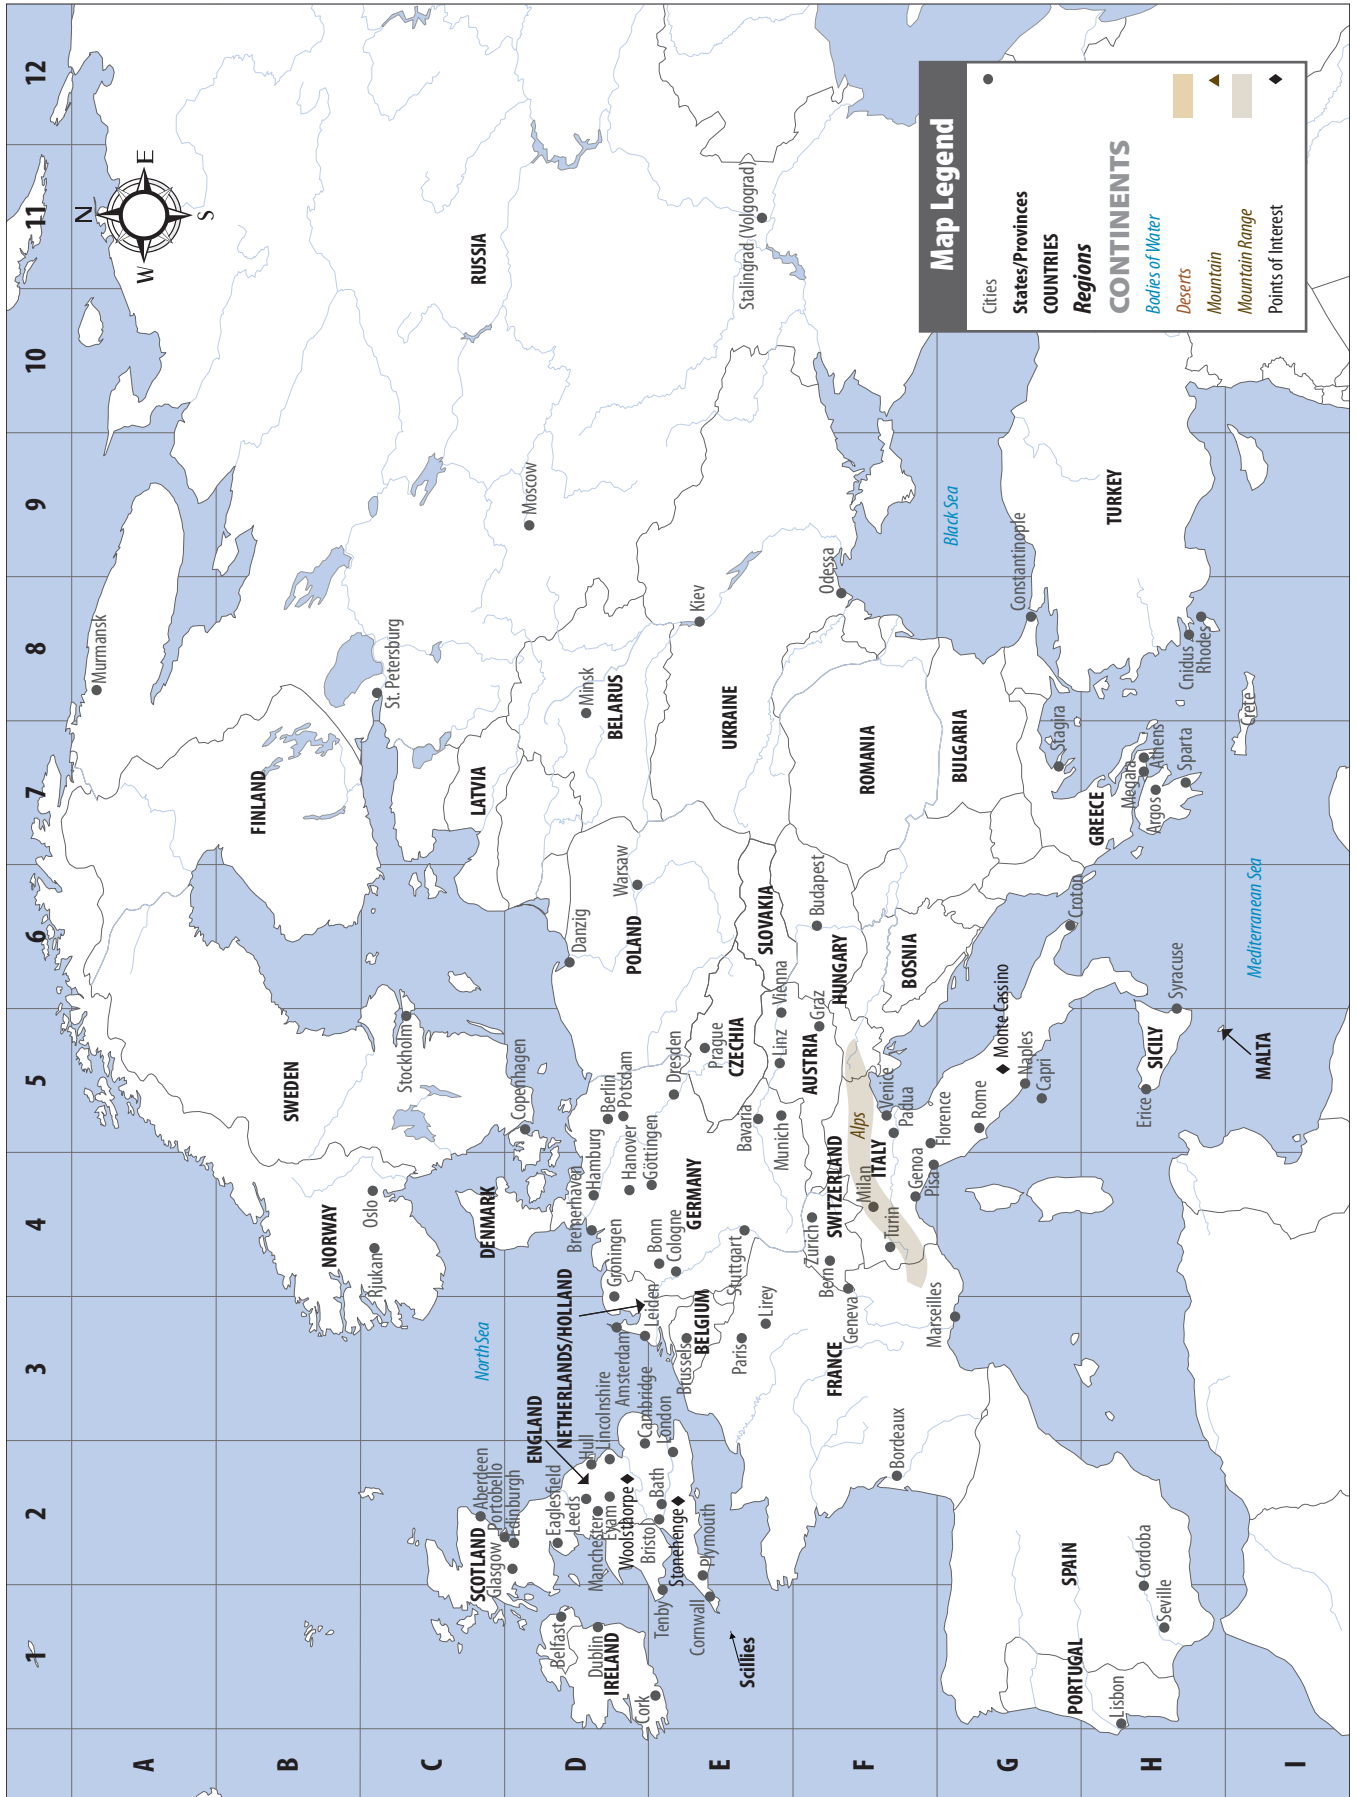 1
2
3
4
5
6
7
8
9
10
11
12
A
B
C
D
E
F
G
H
I
N
W
E
S
Murmansk
FINLAND
SWEDEN
NORWAY
Oslo
Rjukan
Stockholm
St. Petersburg
RUSSIA
LATVIA
Copenhagen
DENMARK
North Sea
Moscow
Aberdeen
Portobello
Edinburgh
SCOTLAND
Glasgow
ENGLAND
NETHERLANDS/HOLLAND
Eaglesfield
Leeds
Hull
Lincolnshire
Manchester
Eyam
Woolsthorpe
Belfast
Dublin
IRELAND
Cork
Amsterdam
Groningen
Leiden
Bremerhaven
Hamburg
Hanover
Göttingen
Berlin
Potsdam
Danzig
Warsaw
POLAND
Minsk
BELARUS
Cambridge
London
Bath
Bristol
Stonehenge
Plymouth
Tenby
Cornwall
Scillies
Brussels
BELGIUM
Bonn
Cologne
GERMANY
Dresden
Prague
CZECHIA
Kiev
UKRAINE
Stalingrad (Volgograd)
Paris
Lirey
Stuttgart
Bavaria
Munich
Linz
Vienna
SLOVAKIA
AUSTRIA
Graz
Budapest
HUNGARY
Odessa
Zurich
Bern
SWITZERLAND
Geneva
FRANCE
Bordeaux
Alps
Milan
Turin
ITALY
Venice
Padua
BOSNIA
ROMANIA
Genoa
Pisa
Florence
Marseilles
BULGARIA
Black Sea
Rome
Monte Cassino
Naples
Capri
Croton
Stagira
Constantinople
TURKEY
SPAIN
PORTUGAL
Lisbon
Cordoba
Seville
Erice
SICILY
Syracuse
GREECE
Megara
Athens
Argos
Sparta
Cnidus
Rhodes
Crete
MALTA
Mediterranean Sea
Map Legend
Cities
States/Provinces
COUNTRIES
Regions
CONTINENTS
Bodies of Water
Deserts
Mountain
Mountain Range
Points of Interest